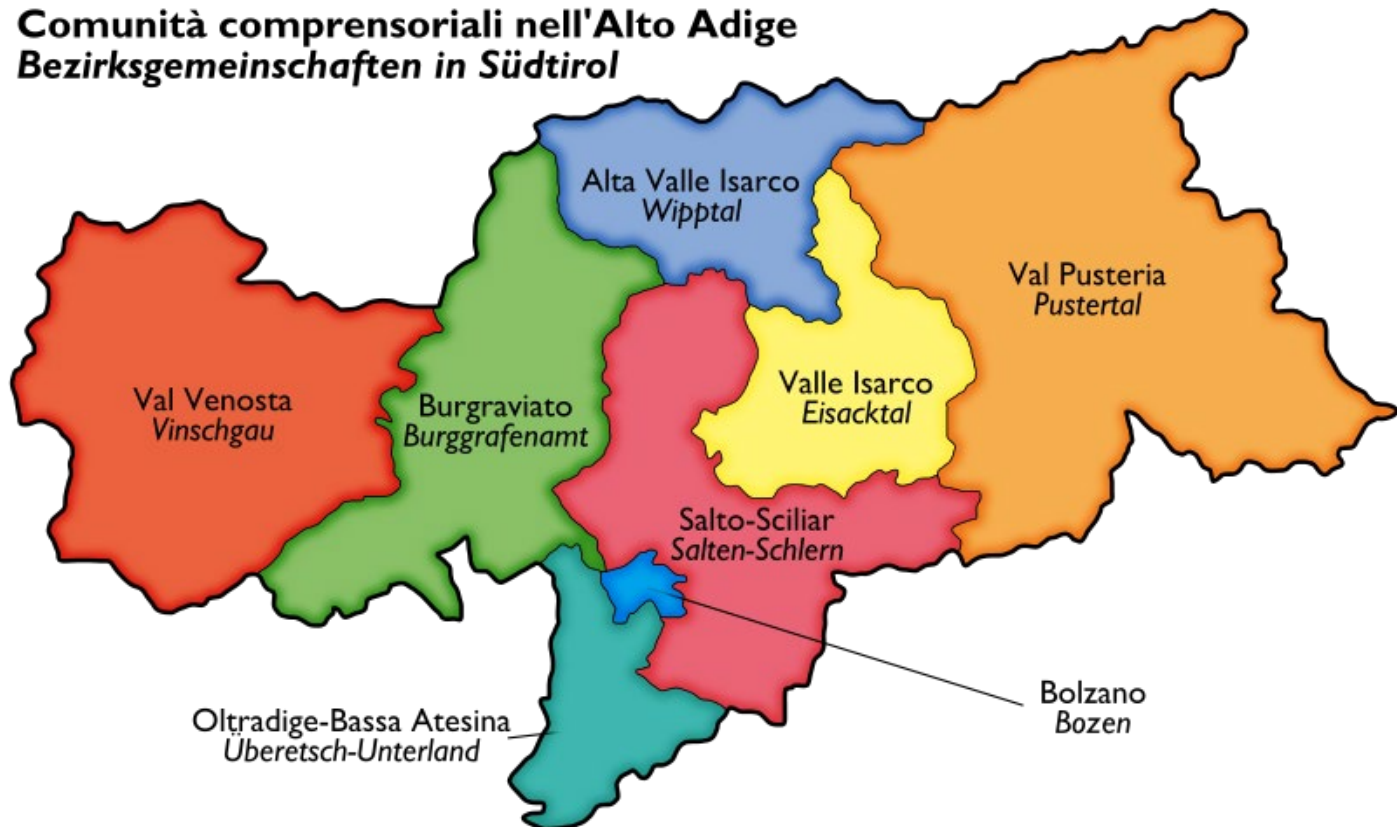 Comunità comprensoriali nell'Alto Adige
Bezirksgemeinschaften in Südtirol
Alta Valle Isarco
Wipptal
Val Pusteria
Pustertal
Val Venosta
Vinschgau
Burgraviato
Burggrafenamt
Valle Isarco
Eisacktal
Salto-Sciliar
Salten-Schlern
Oltradige-Bassa Atesina
Überetsch-Unterland
Bolzano
Bozen